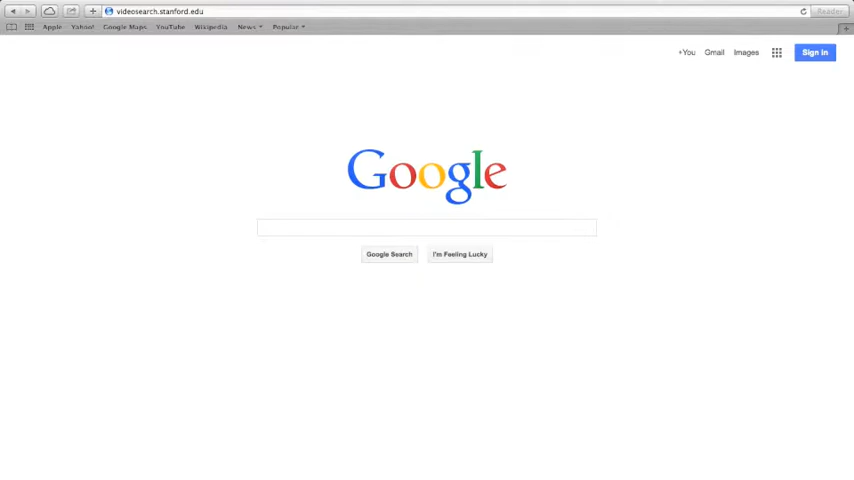 videosearch.stanford.edu
Reader
Apple Yahoo! Google Maps YouTube Wikipedia News Popular
+You Gmail Images Sign in
Google
Google Search I'm Feeling Lucky